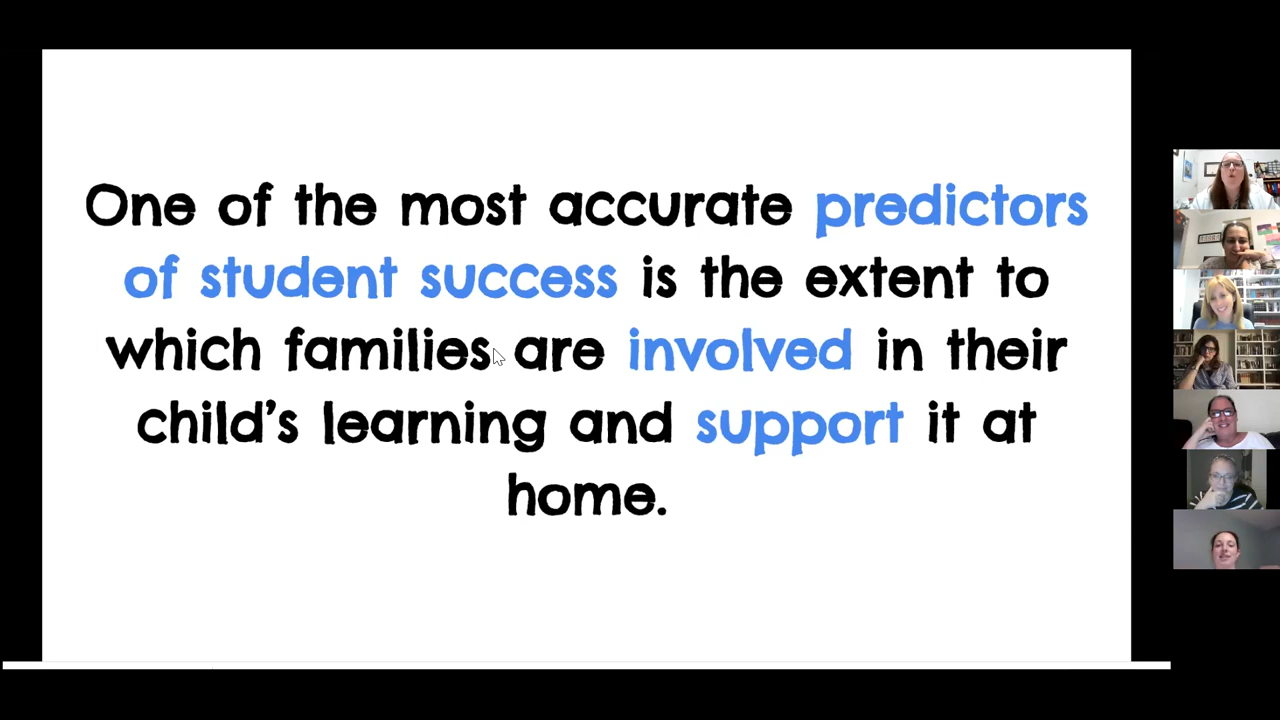 One of the most accurate predictors
of student success is the extent to
which families are involved in their
child's learning and support it at
home.